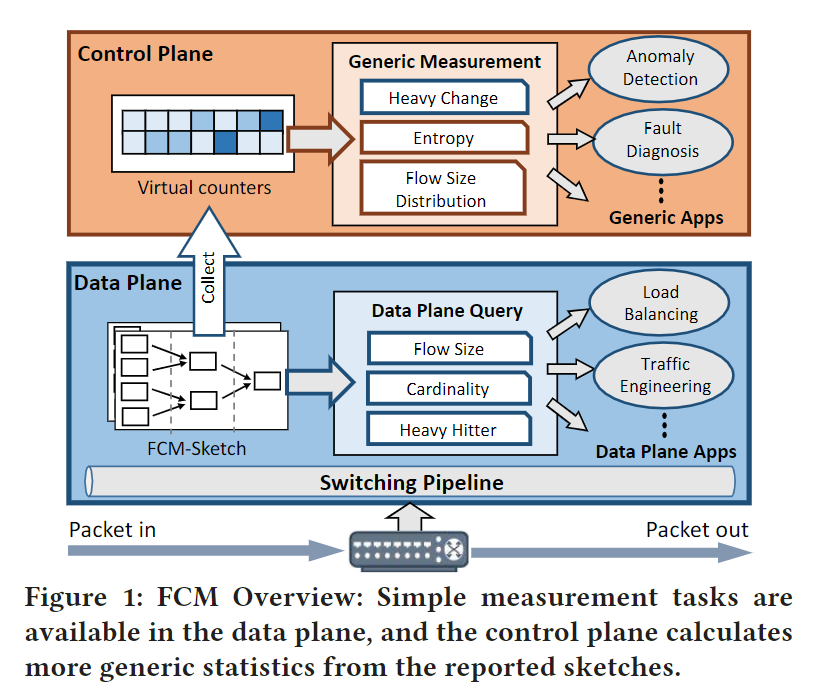 Control Plane
Virtual counters
Generic Measurement
Heavy Change
Entropy
Flow Size
Distribution
Anomaly
Detection
Fault
Diagnosis
Generic Apps
Collect
Data Plane
FCM-Sketch
Data Plane Query
Flow Size
Cardinality
Heavy Hitter
Load
Balancing
Traffic
Engineering
Data Plane Apps
Switching Pipeline
Packet in
Packet out
Figure 1: FCM Overview: Simple measurement tasks are
available in the data plane, and the control plane calculates
more generic statistics from the reported sketches.